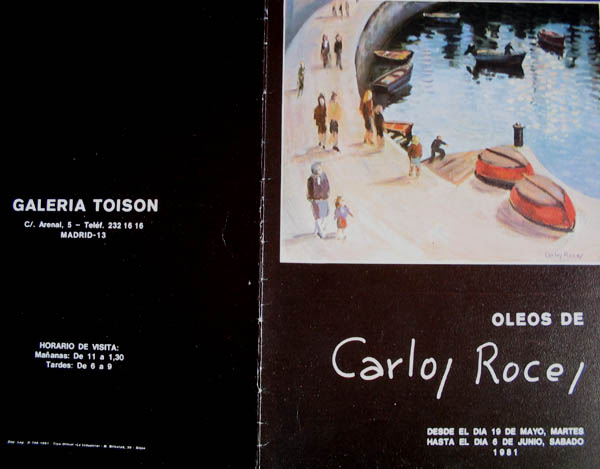 GALERIA TOISON
C/. Arenal, 5 – Teléf. 232 16 16
MADRID-13
HORARIO DE VISITA:
Mañanas: De 11 a 1,30
Tardes: De 6 a 9
Carlos Roces
OLEOS DE
Carlos Roces
DESDE EL DIA 19 DE MAYO, MARTES
HASTA EL DIA 6 DE JUNIO, SABADO
1981